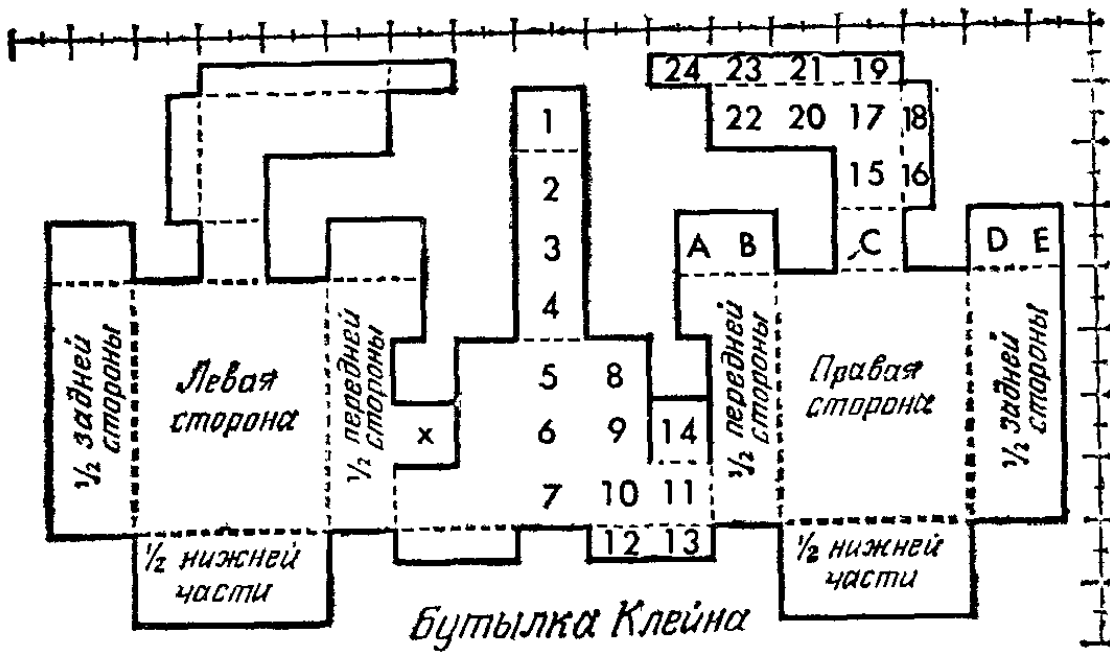 24 23 21 19
1 22 20 17 18
2 15 16
3 A B C D E
4
5 8
Левая сторона
Правая сторона
1/2 задней стороны
1/2 передней стороны
x 6 9 14
1/2 передней стороны
1/2 задней стороны
7 10 11
12 13
1/2 нижней части
1/2 нижней части
Бутылка Клейна